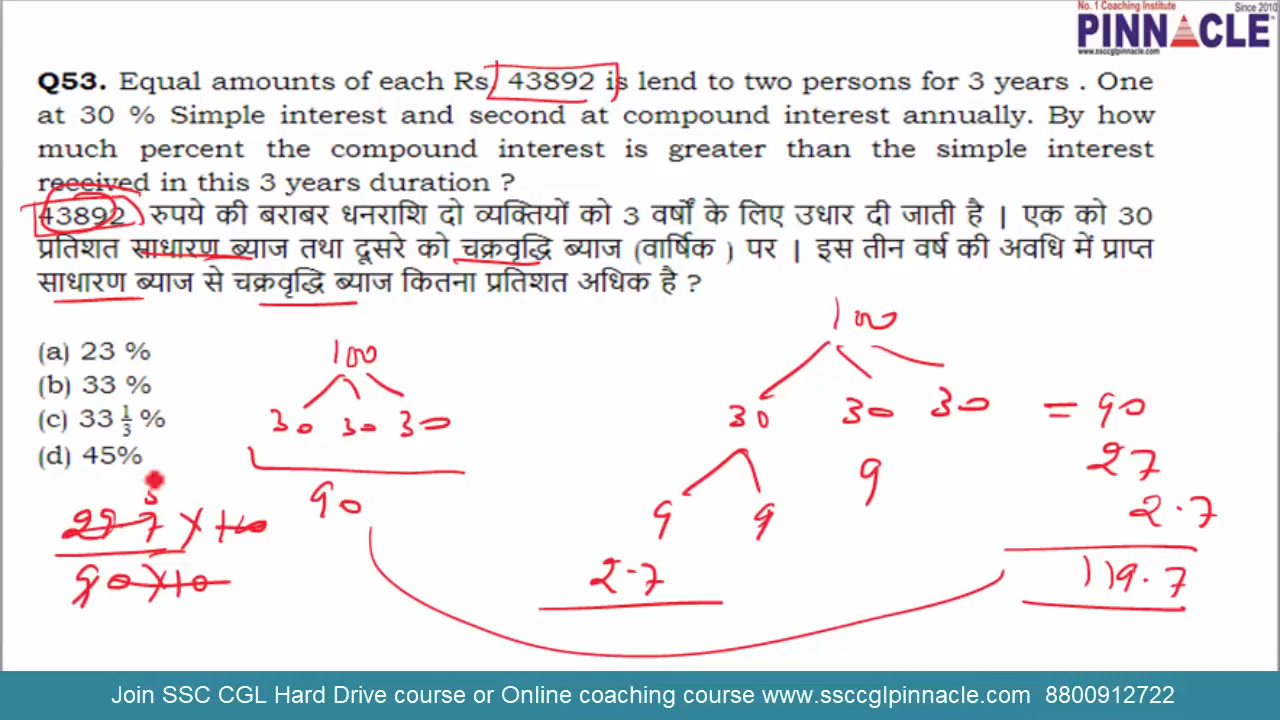 No. 1 Coaching Institute
Since 2010
PINNACLE
www.ssccglpinnacle.com
Q53. Equal amounts of each Rs 43892 is lend to two persons for 3 years . One
at 30 % Simple interest and second at compound interest annually. By how
much percent the compound interest is greater than the simple interest
received in this 3 years duration ?
43892 रुपये की बराबर धनराशि दो व्यक्तियों को 3 वर्षों के लिए उधार दी जाती है | एक को 30
प्रतिशत साधारण ब्याज तथा दूसरे को चक्रवृद्धि ब्याज (वार्षिक ) पर | इस तीन वर्ष की अवधि में प्राप्त
साधारण ब्याज से चक्रवृद्धि ब्याज कितना प्रतिशत अधिक है ?
(a) 23 %
(b) 33 %
(c) 33 1/3 %
(d) 45%
100
30 30 30
90
100
30 30 30 = 90
9 9 9 27
2.7 2.7
119.7
90×10
Join SSC CGL Hard Drive course or Online coaching course www.ssccglpinnacle.com 8800912722